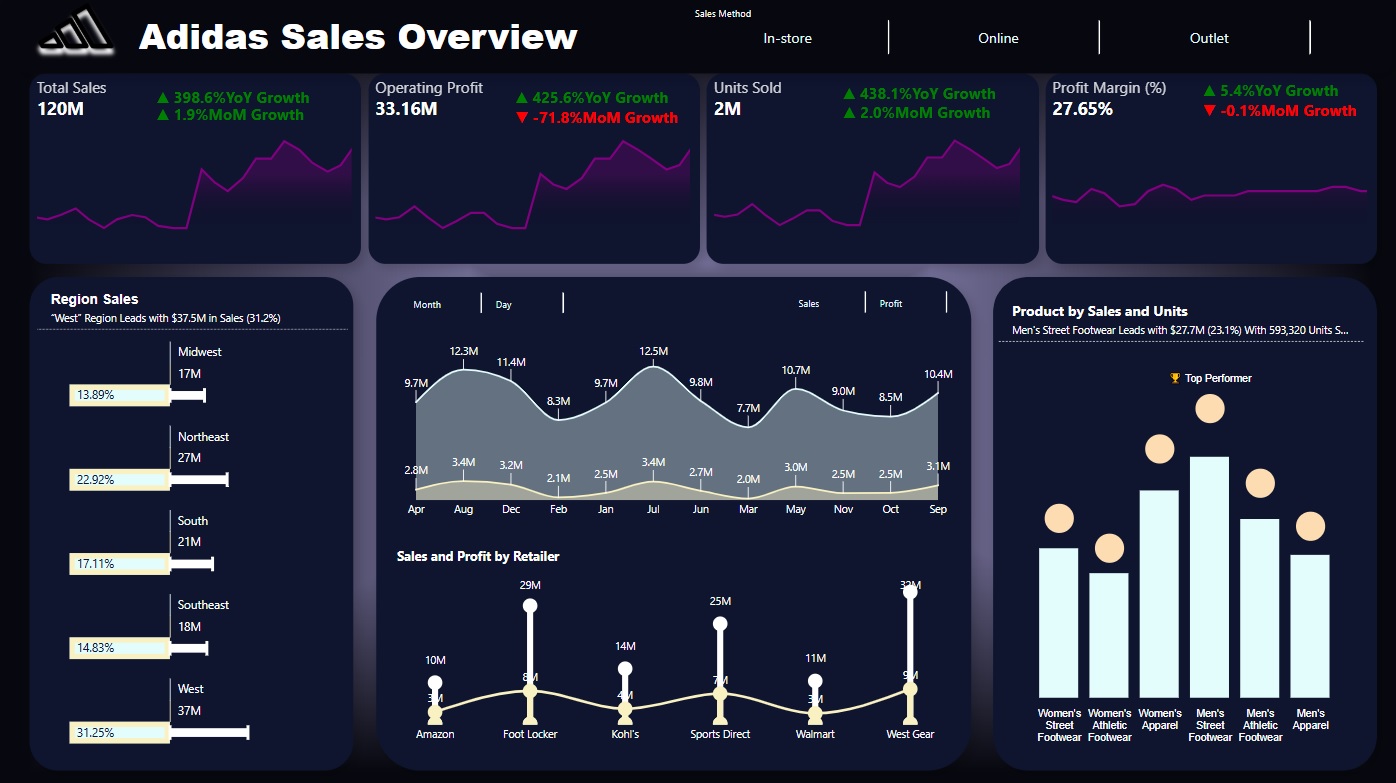 Sales Method
Adidas Sales Overview
In-store
Online
Outlet
Total Sales
120M
▲ 398.6%YoY Growth
▲ 1.9%MoM Growth
Operating Profit
33.16M
▲ 425.6%YoY Growth
▼ -71.8%MoM Growth
Units Sold
2M
▲ 438.1%YoY Growth
▲ 2.0%MoM Growth
Profit Margin (%)
27.65%
▲ 5.4%YoY Growth
▼ -0.1%MoM Growth
Region Sales
"West" Region Leads with $37.5M in Sales (31.2%)
Midwest
17M
13.89%
Northeast
27M
22.92%
South
21M
17.11%
Southeast
18M
14.83%
West
37M
31.25%
Month
Day
Sales
Profit
9.7M
12.3M
11.4M
8.3M
9.7M
12.5M
9.8M
7.7M
10.7M
9.0M
8.5M
10.4M
2.8M
3.4M
3.2M
2.1M
2.5M
3.4M
2.7M
2.0M
3.0M
2.5M
2.5M
3.1M
Apr
Aug
Dec
Feb
Jan
Jul
Jun
Mar
May
Nov
Oct
Sep
Sales and Profit by Retailer
10M
29M
14M
25M
11M
32M
3M
8M
4M
7M
3M
9M
Amazon
Foot Locker
Kohl's
Sports Direct
Walmart
West Gear
Product by Sales and Units
Men's Street Footwear Leads with $27.7M (23.1%) With 593,320 Units S...
🏆 Top Performer
Women's
Street
Footwear
Women's
Athletic
Footwear
Women's
Apparel
Men's
Street
Footwear
Men's
Athletic
Footwear
Men's
Apparel